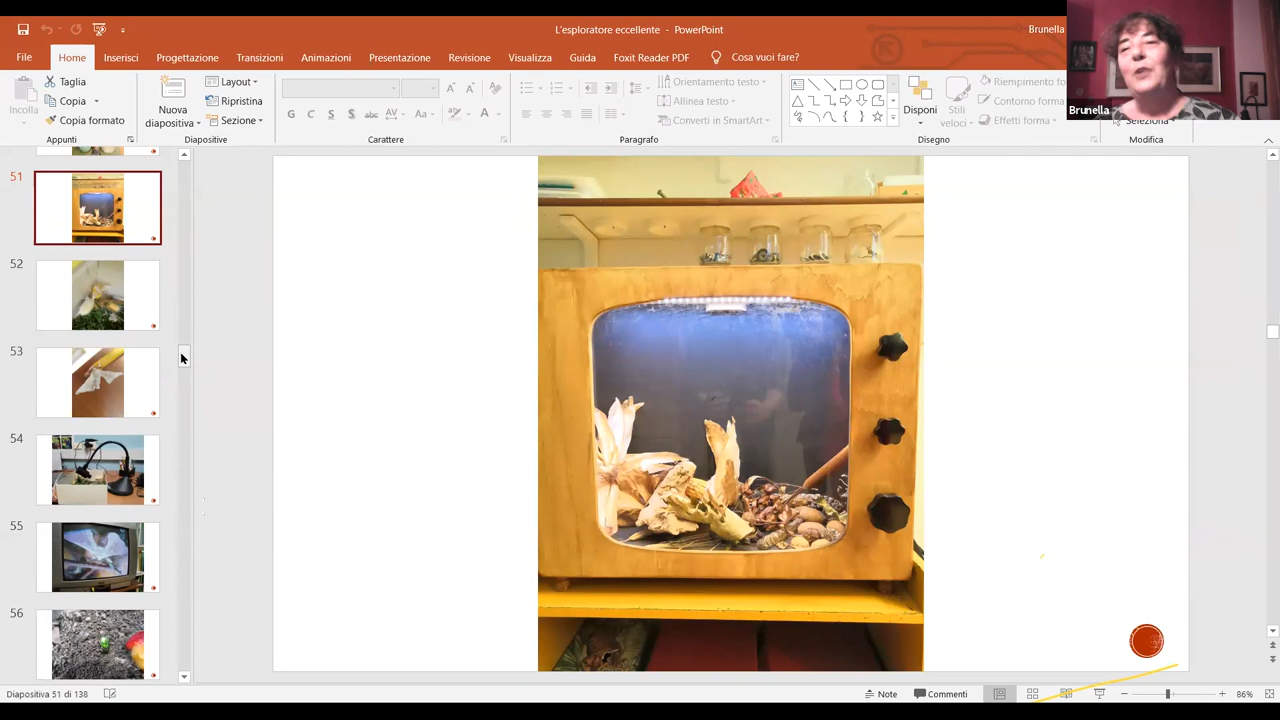 L'esploratore eccellente - PowerPoint
Brunella
File Home Inserisci Progettazione Transizioni Animazioni Presentazione Revisione Visualizza Guida Foxit Reader PDF Cosa vuoi fare?
Incolla
Taglia
Copia
Copia formato
Nuova diapositiva
Layout
Ripristina
Sezione
G C S S AV Aa A
Orientamento testo
Allinea testo
Converti in SmartArt
Disponi
Stili veloci
Riempimento fo
Contorno forma
Effetti forma
Seleziona
Brunella
Appunti Diapositive Carattere Paragrafo Disegno Modifica
51
52
53
54
55
56
Diapositiva 51 di 138
Note
Commenti
86%